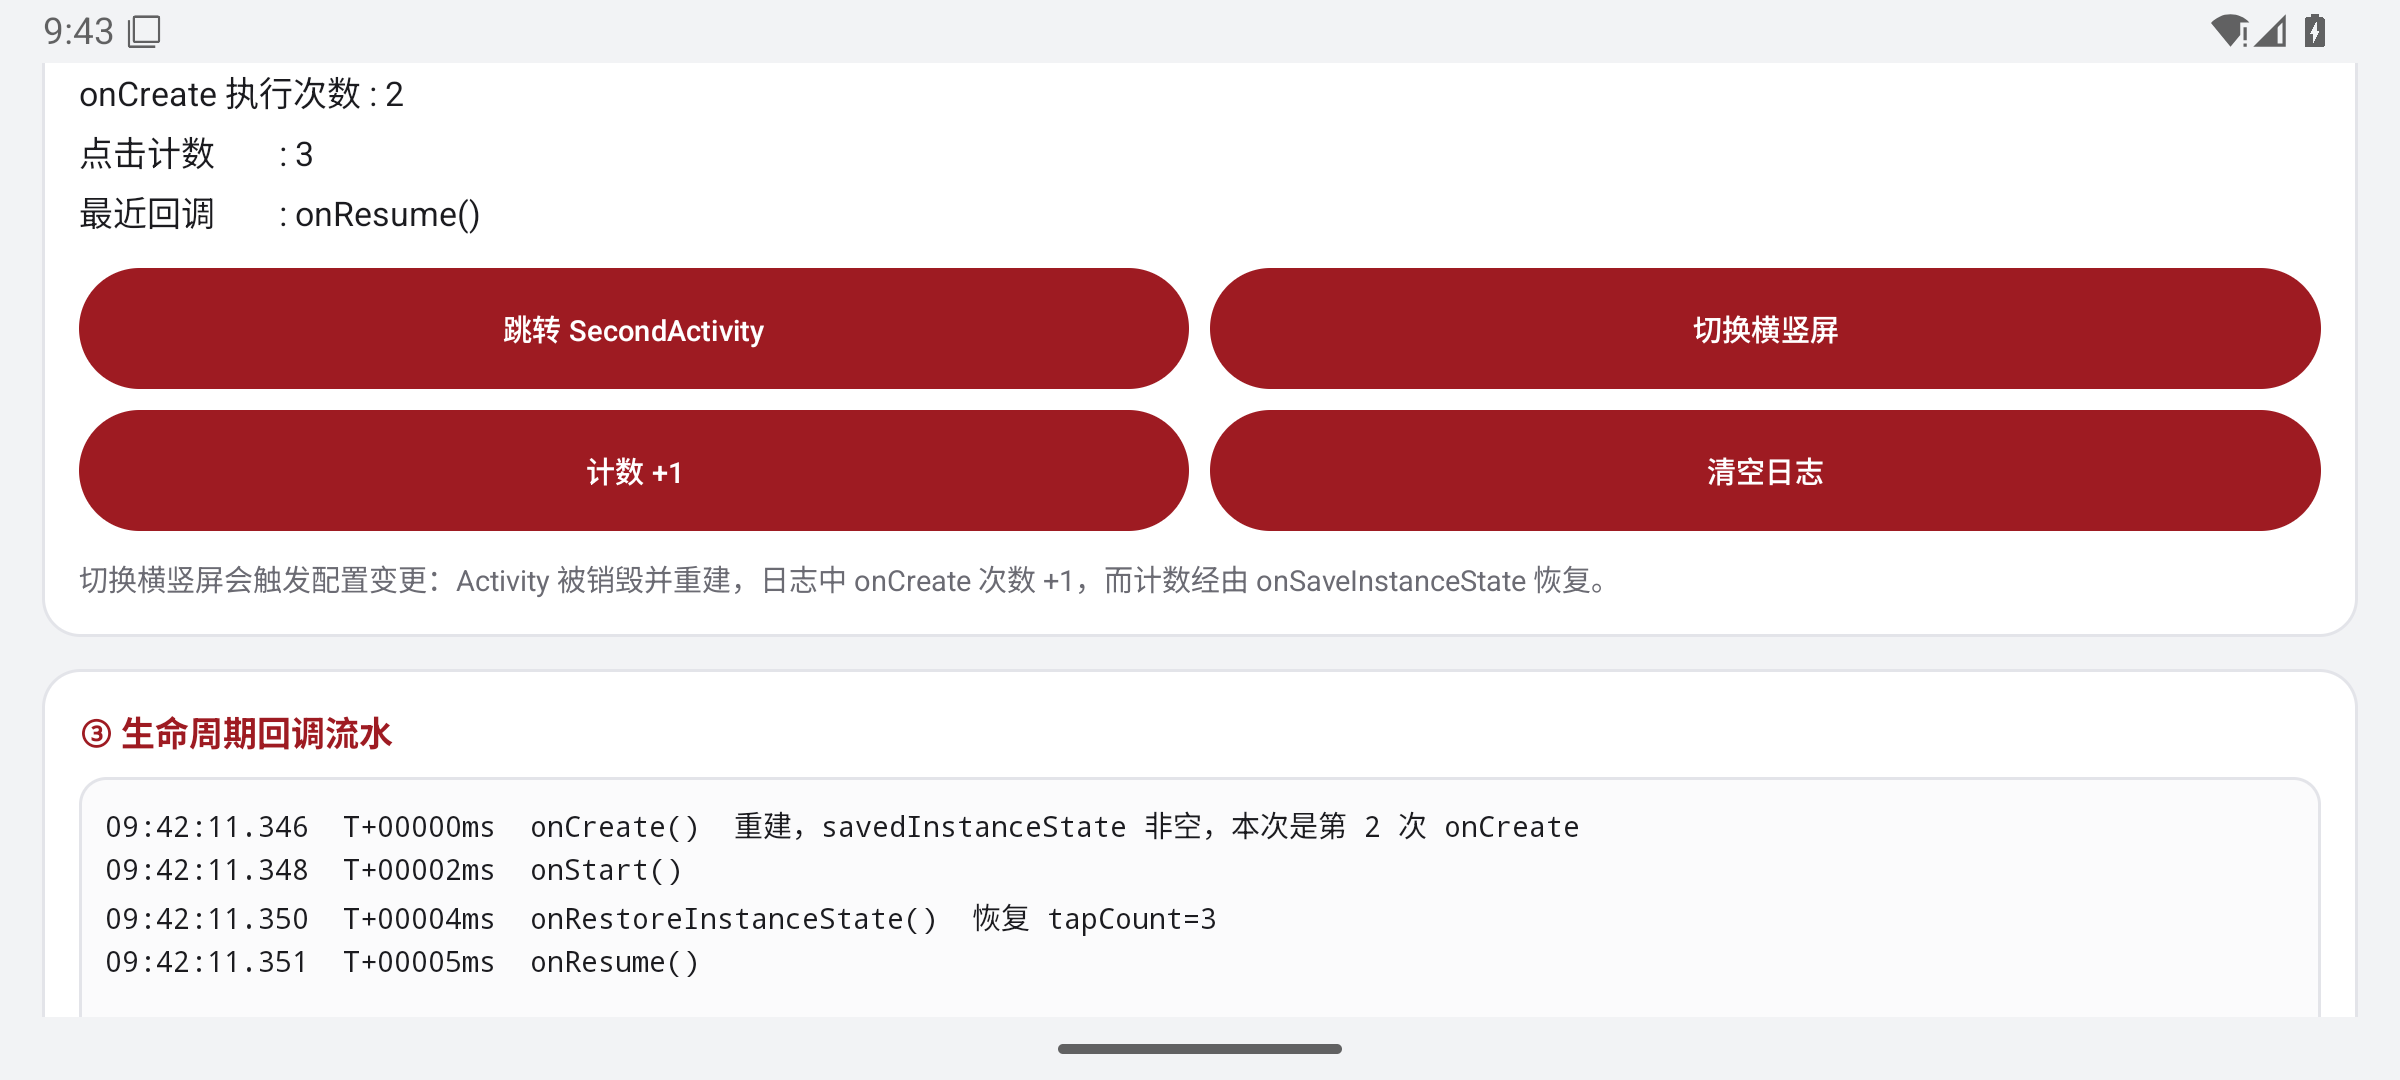 9:43
onCreate 执行次数 : 2
点击计数 : 3
最近回调 : onResume()
跳转 SecondActivity
切换横竖屏
计数 +1
清空日志
切换横竖屏会触发配置变更：Activity 被销毁并重建，日志中 onCreate 次数 +1，而计数经由 onSaveInstanceState 恢复。
③ 生命周期回调流水
09:42:11.346 T+00000ms onCreate() 重建，savedInstanceState 非空，本次是第 2 次 onCreate
09:42:11.348 T+00002ms onStart()
09:42:11.350 T+00004ms onRestoreInstanceState() 恢复 tapCount=3
09:42:11.351 T+00005ms onResume()